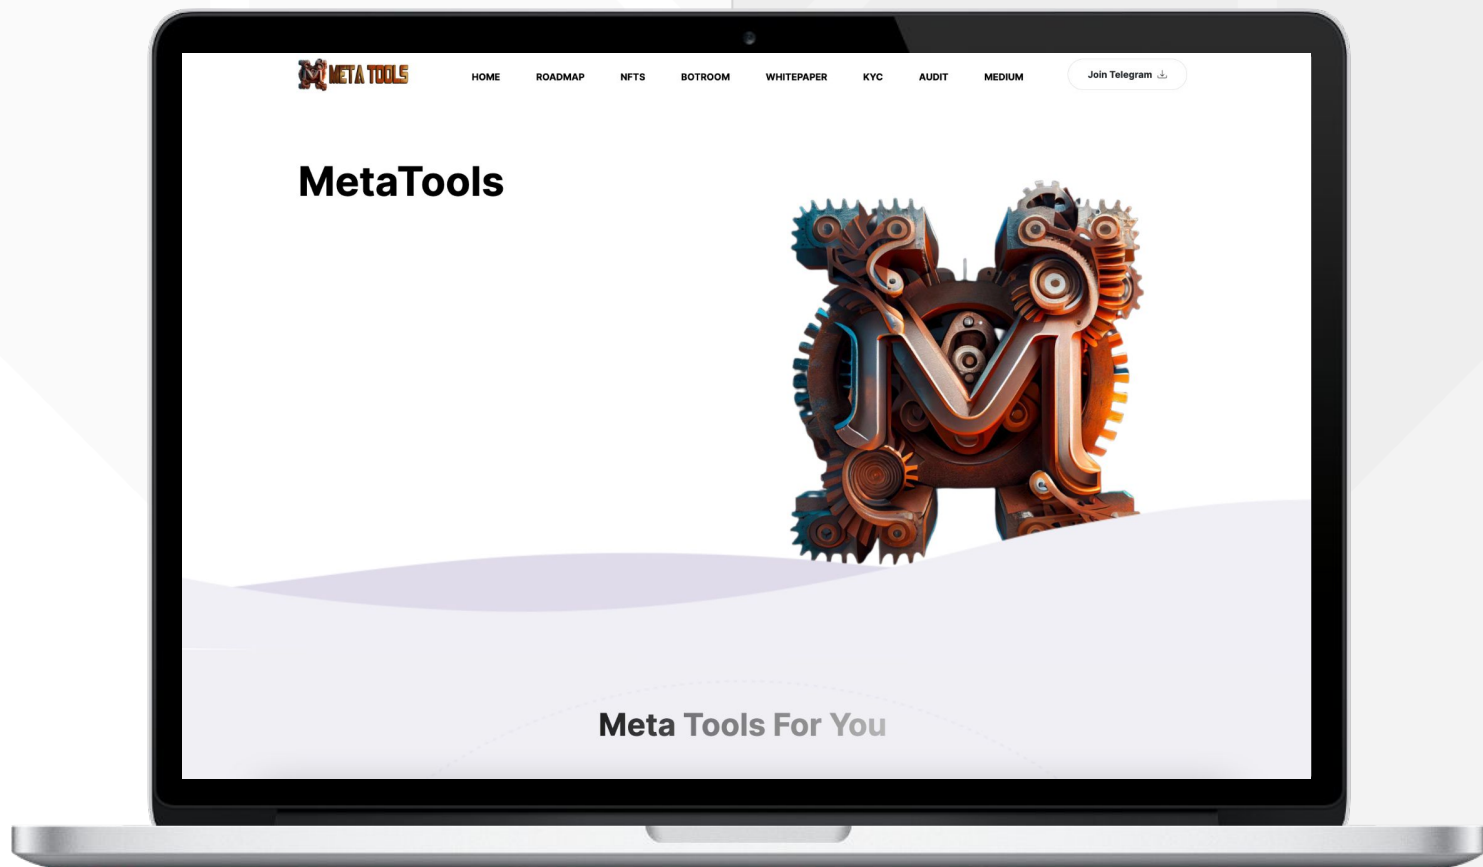 META TOOLS
HOME ROADMAP NFTS BOTROOM WHITEPAPER KYC AUDIT MEDIUM Join Telegram
MetaTools
M
Meta Tools For You